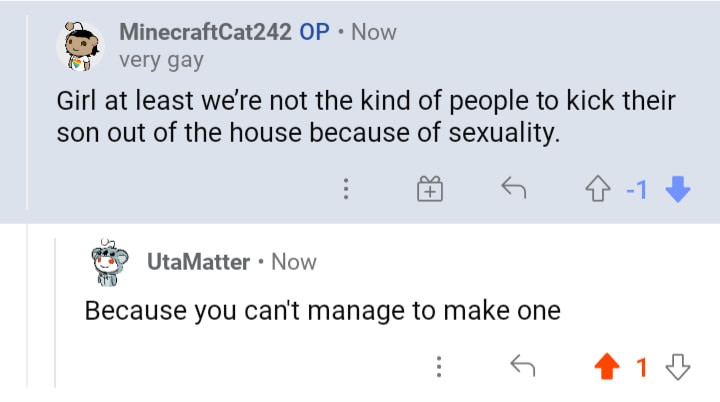 MinecraftCat242 OP • Now
very gay
Girl at least we’re not the kind of people to kick their
son out of the house because of sexuality.
-1
UtaMatter • Now
Because you can't manage to make one
1